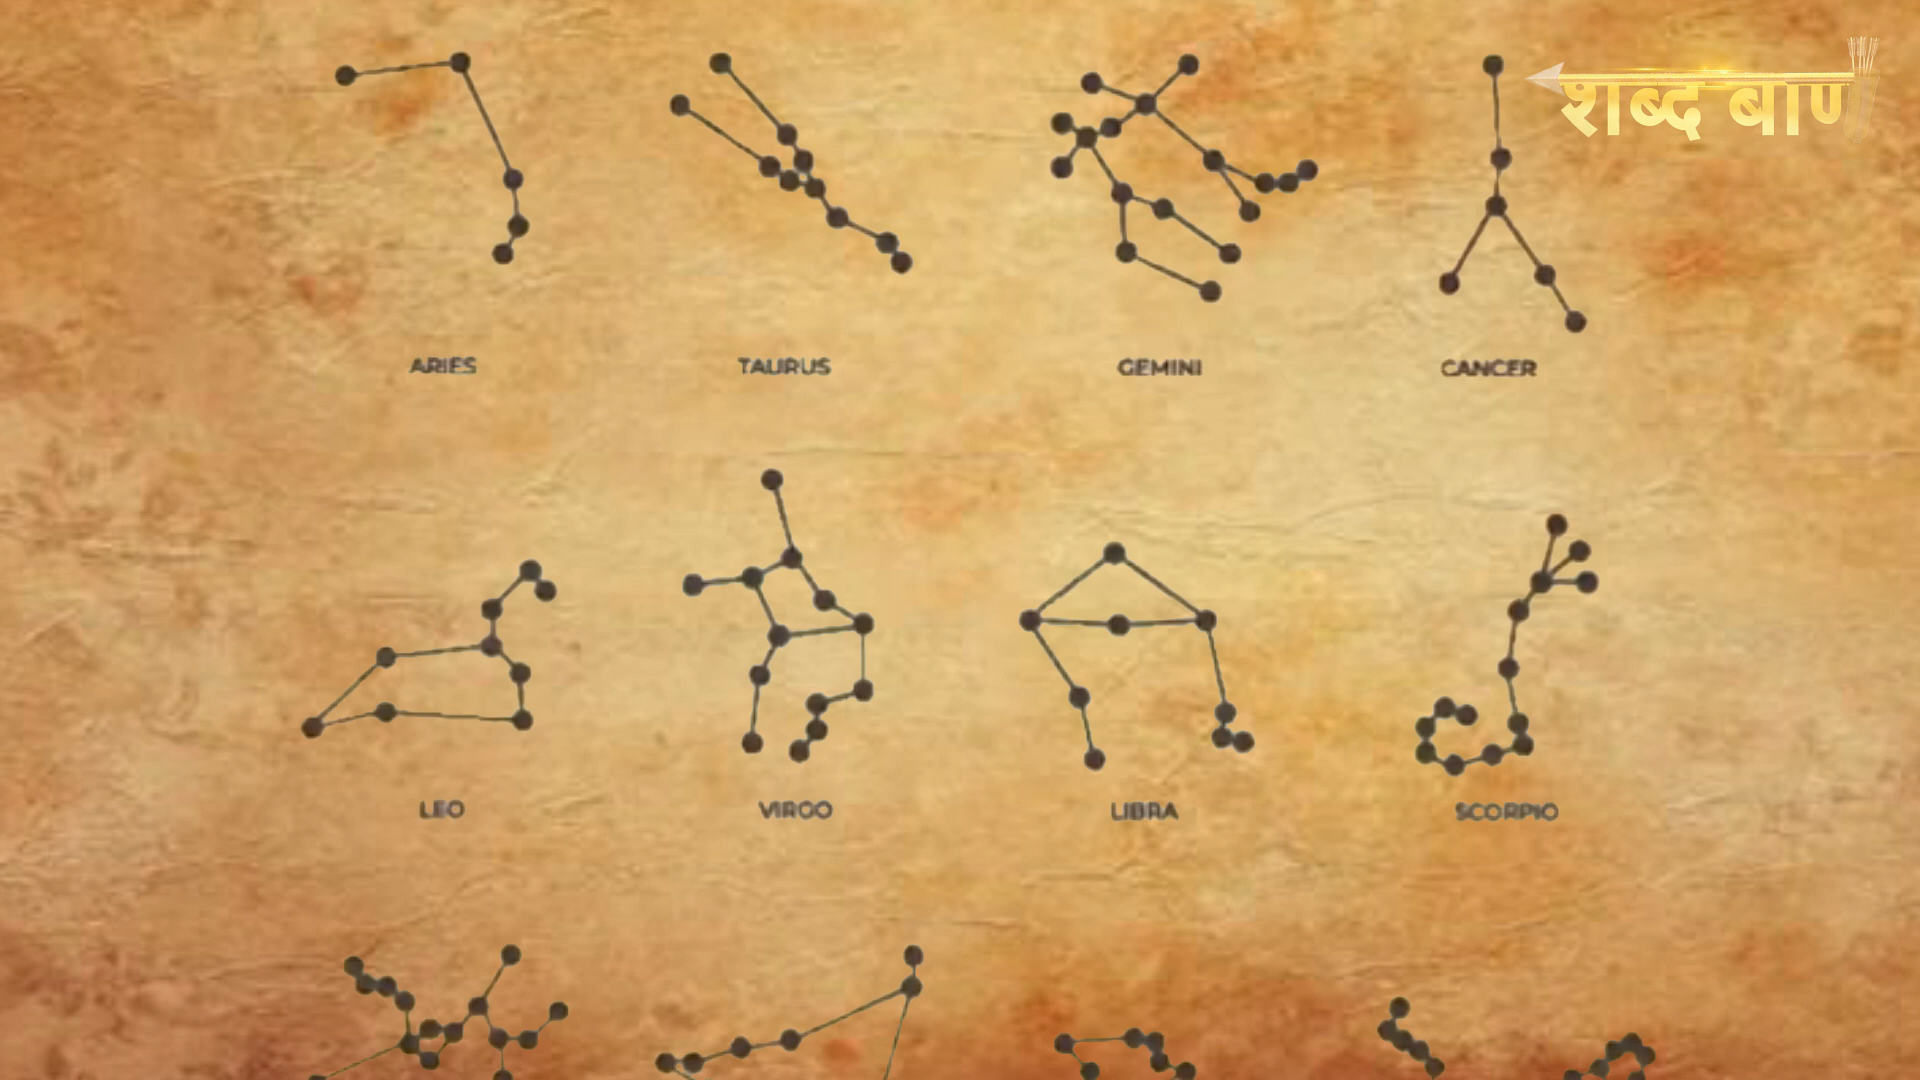 शब्द बाण
ARIES TAURUS GEMINI CANCER
LEO VIRGO LIBRA SCORPIO